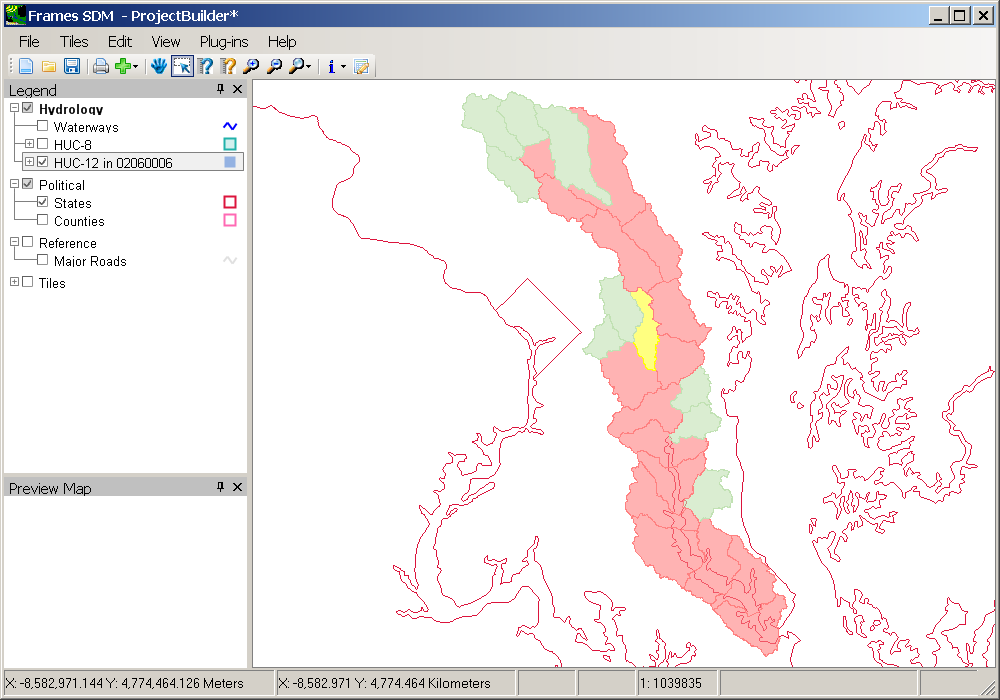 Frames SDM - ProjectBuilder*
File Tiles Edit View Plug-ins Help
Legend
Hydrology
Waterways
HUC-8
HUC-12 in 02060006
Political
States
Counties
Reference
Major Roads
Tiles
Preview Map
X: -8,582,971.144 Y: 4,774,464.126 Meters X: -8,582.971 Y: 4,774.464 Kilometers 1: 1039835